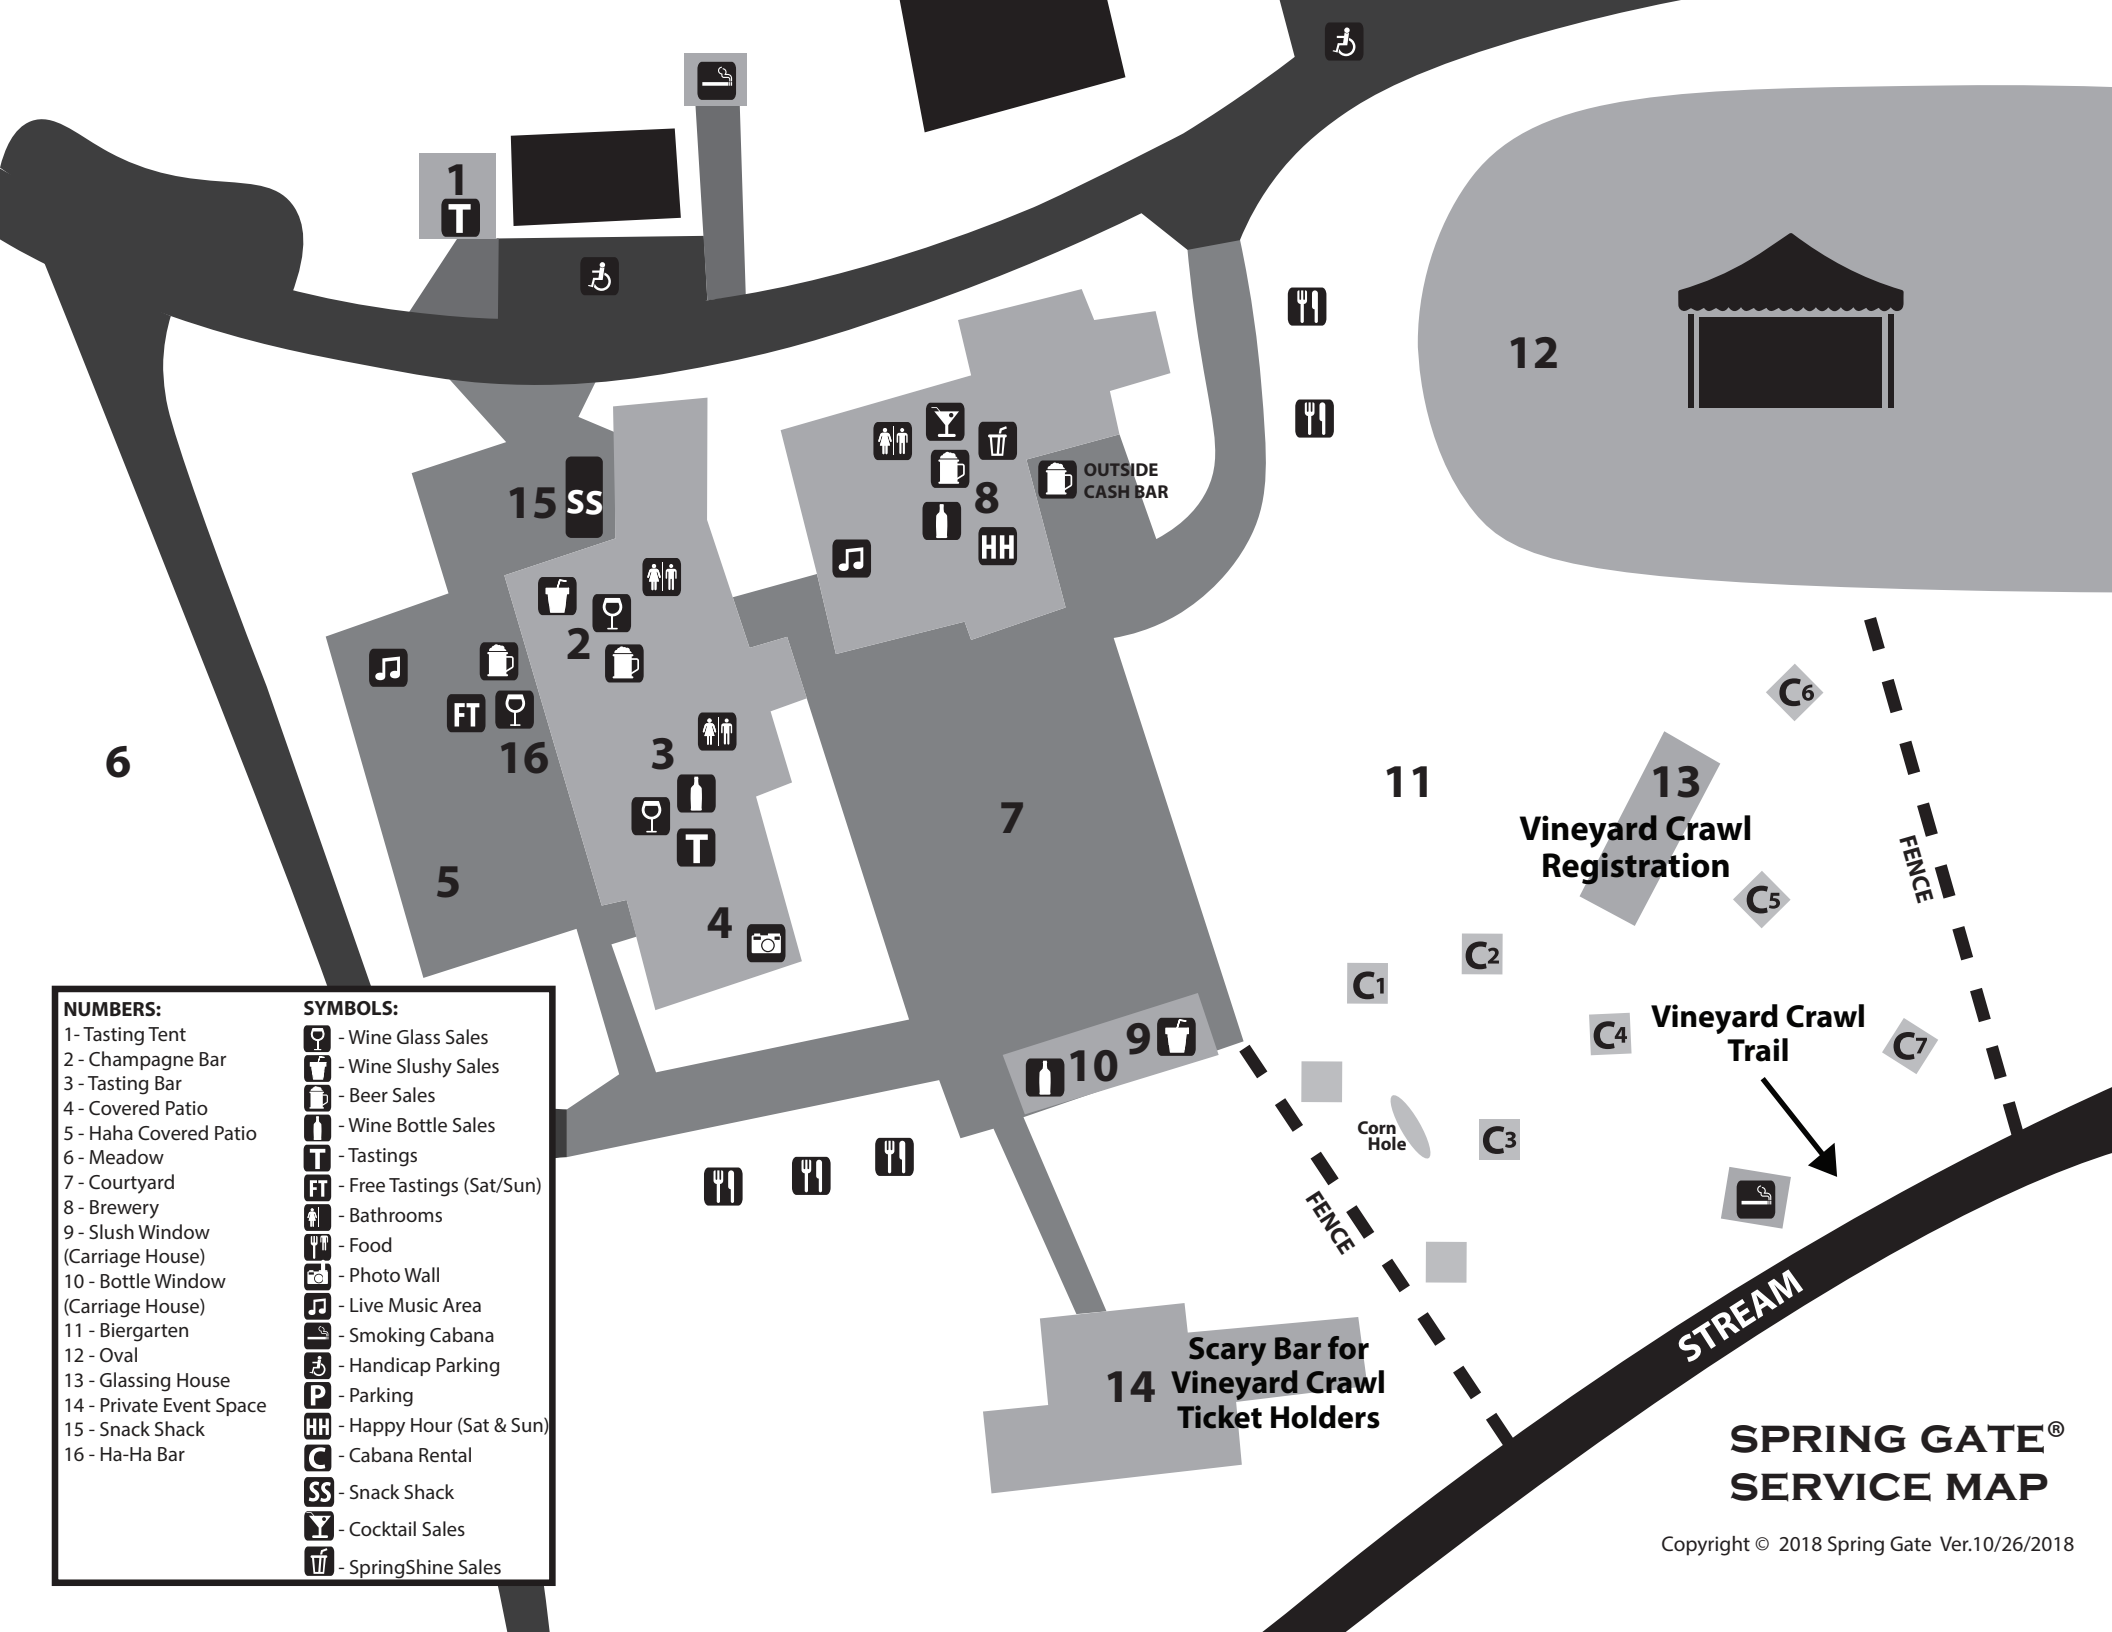 1
T
12
15 SS
8
OUTSIDE
CASH BAR
HH
2
FT
16
3
T
6
5
4
7
11
C6
13
Vineyard Crawl
Registration
C5
FENCE
C2
C1
C4
Vineyard Crawl
Trail
C7
9
10
Corn
Hole
C3
FENCE
STREAM
14
Scary Bar for
Vineyard Crawl
Ticket Holders
NUMBERS:
1- Tasting Tent
2 - Champagne Bar
3 - Tasting Bar
4 - Covered Patio
5 - Haha Covered Patio
6 - Meadow
7 - Courtyard
8 - Brewery
9 - Slush Window
(Carriage House)
10 - Bottle Window
(Carriage House)
11 - Biergarten
12 - Oval
13 - Glassing House
14 - Private Event Space
15 - Snack Shack
16 - Ha-Ha Bar
SYMBOLS:
- Wine Glass Sales
- Wine Slushy Sales
- Beer Sales
- Wine Bottle Sales
T - Tastings
FT - Free Tastings (Sat/Sun)
- Bathrooms
- Food
- Photo Wall
- Live Music Area
- Smoking Cabana
- Handicap Parking
P - Parking
HH - Happy Hour (Sat & Sun)
C - Cabana Rental
SS - Snack Shack
- Cocktail Sales
- SpringShine Sales
SPRING GATE®
SERVICE MAP
Copyright © 2018 Spring Gate Ver.10/26/2018